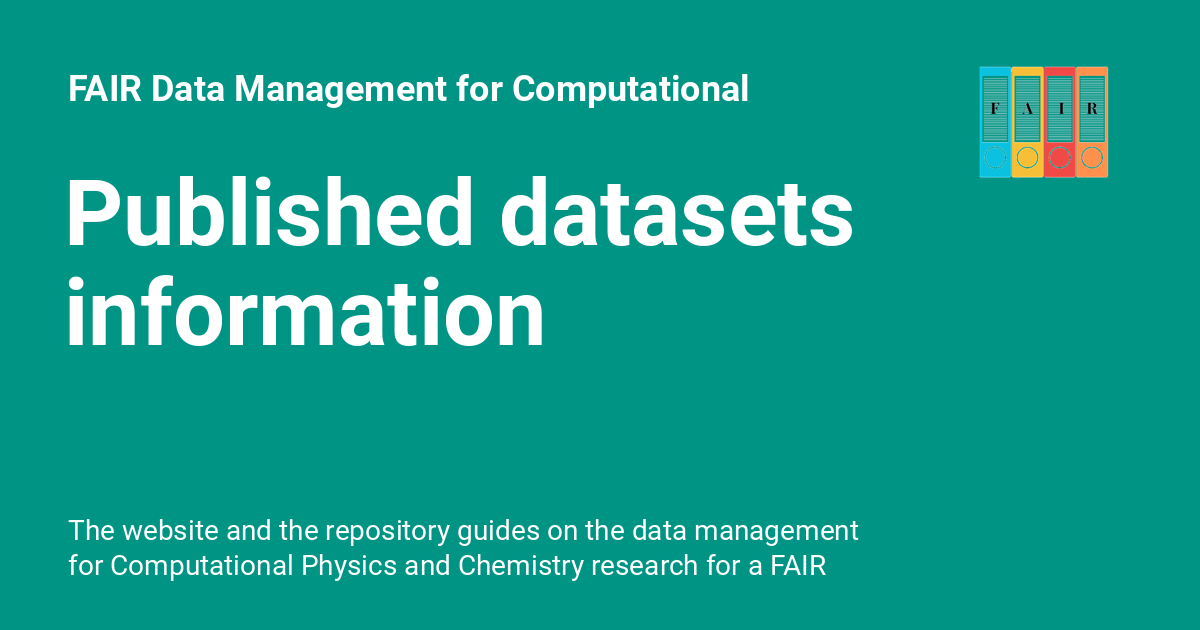 FAIR Data Management for Computational
F A I R
Published datasets
information
The website and the repository guides on the data management
for Computational Physics and Chemistry research for a FAIR